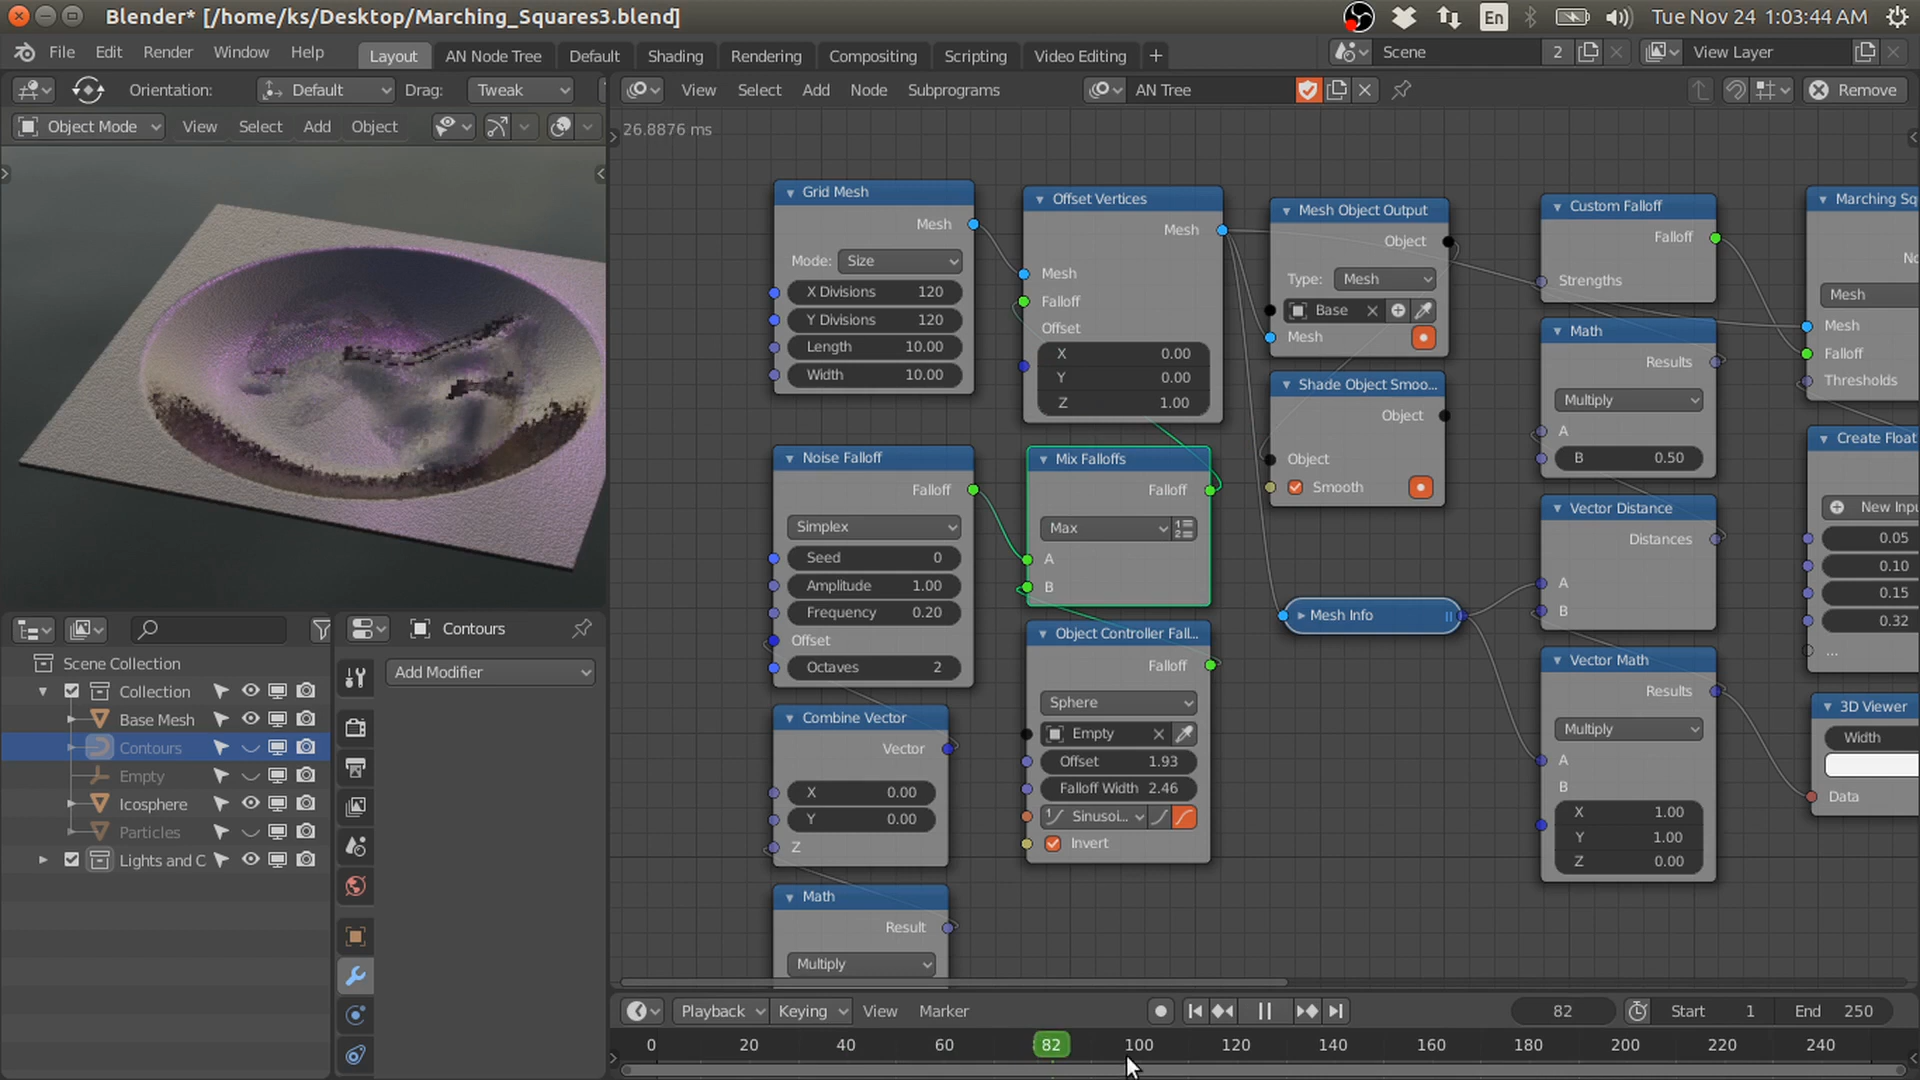 Blender* [/home/ks/Desktop/Marching_Squares3.blend]
En
Tue Nov 24 1:03:44 AM
File Edit Render Window Help
Layout AN Node Tree Default Shading Rendering Compositing Scripting Video Editing +
Scene 2
View Layer
Orientation: Default Drag: Tweak
View Select Add Node Subprograms
AN Tree
Remove
Object Mode View Select Add Object
26.8876 ms
Grid Mesh
Mesh
Mode: Size
X Divisions 120
Y Divisions 120
Length 10.00
Width 10.00
Offset Vertices
Mesh
Mesh
Falloff
Offset
X 0.00
Y 0.00
Z 1.00
Mesh Object Output
Object
Type: Mesh
Base
Mesh
Shade Object Smoo...
Object
Object
Smooth
Custom Falloff
Falloff
Strengths
Math
Results
Multiply
A
B 0.50
Vector Distance
Distances
A
B
Vector Math
Results
Multiply
A
B
X 1.00
Y 1.00
Z 0.00
Marching Sq
No
Mesh
Mesh
Falloff
Thresholds
Create Float
New Inpu
0.05
0.10
0.15
0.32
...
3D Viewer
Width
Data
Noise Falloff
Falloff
Simplex
Seed 0
Amplitude 1.00
Frequency 0.20
Offset
Octaves 2
Mix Falloffs
Falloff
Max
A
B
Mesh Info
Object Controller Fall...
Falloff
Sphere
Empty
Offset 1.93
Falloff Width 2.46
Sinusoi...
Invert
Combine Vector
Vector
X 0.00
Y 0.00
Z
Math
Result
Multiply
Scene Collection
Collection
Base Mesh
Contours
Empty
Icosphere
Particles
Lights and C
Contours
Add Modifier
Playback Keying View Marker
82 Start 1 End 250
0 20 40 60 82 100 120 140 160 180 200 220 240